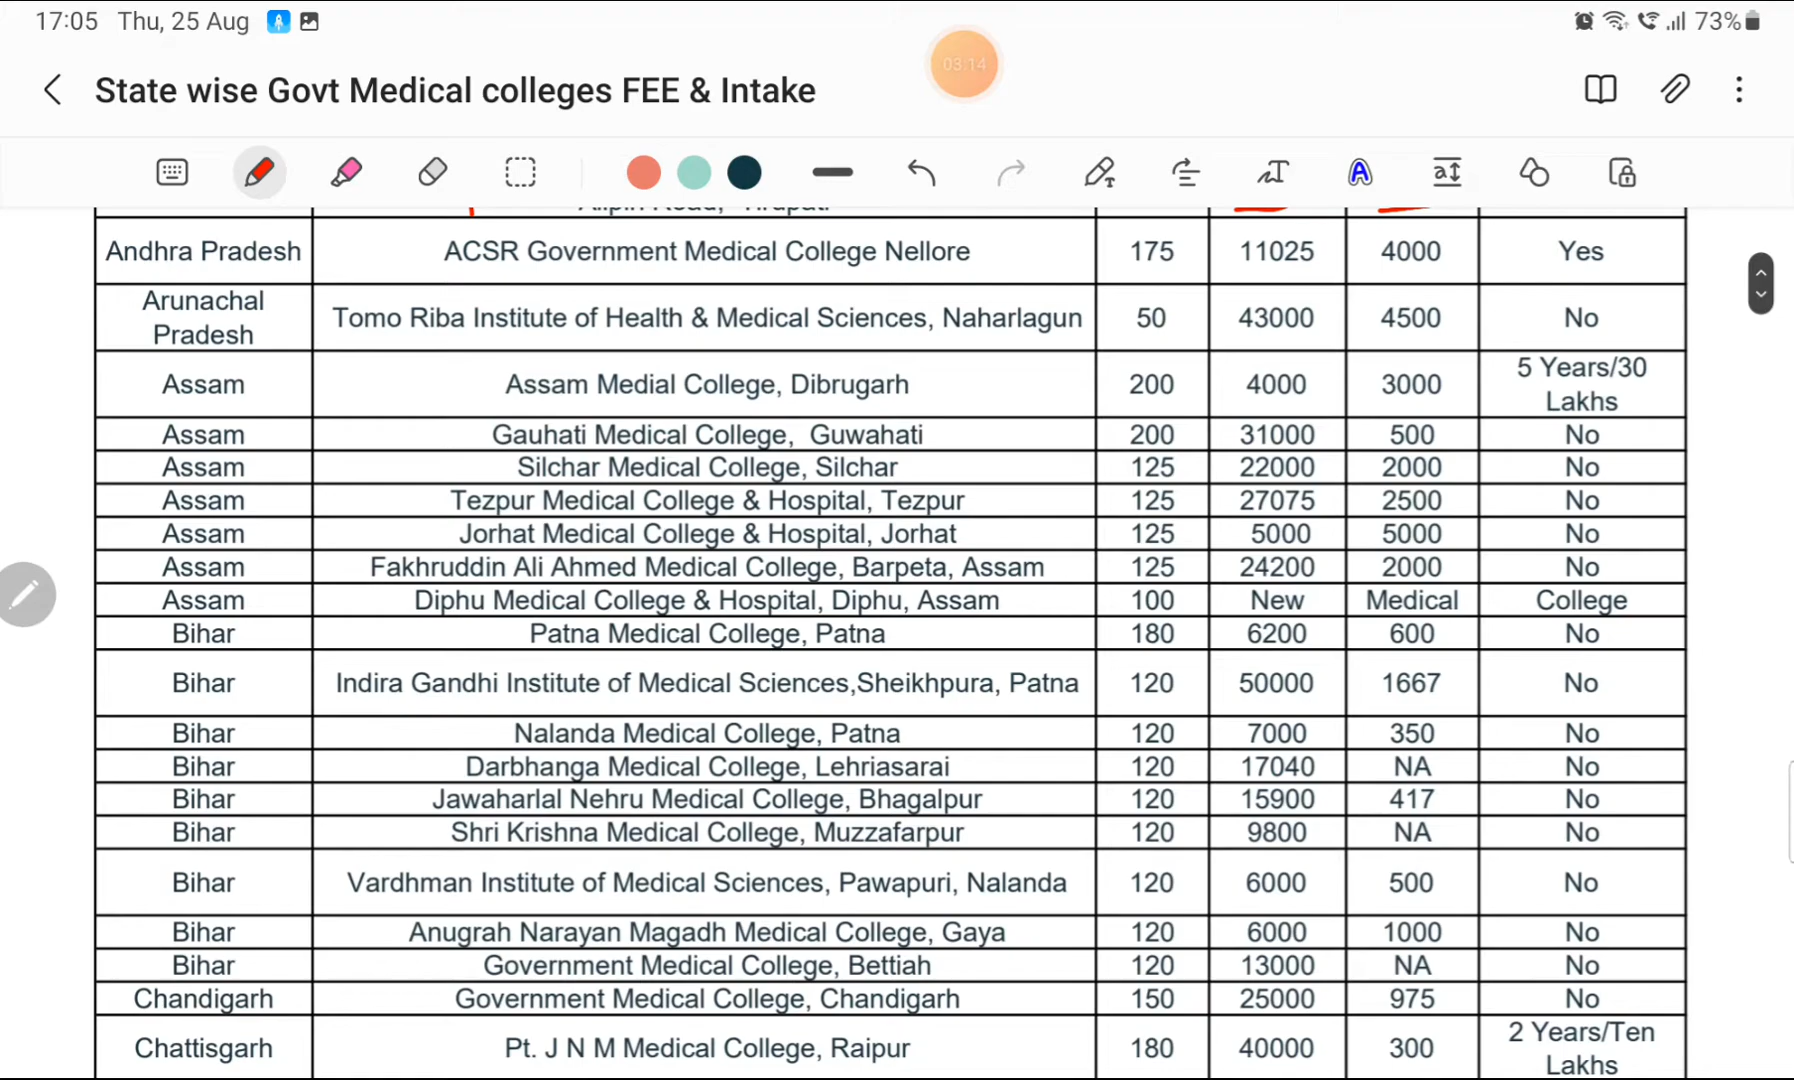 17:05 Thu, 25 Aug
73%
03:14
State wise Govt Medical colleges FEE & Intake
Andhra Pradesh ACSR Government Medical College Nellore 175 11025 4000 Yes
Arunachal Pradesh Tomo Riba Institute of Health & Medical Sciences, Naharlagun 50 43000 4500 No
Assam Assam Medial College, Dibrugarh 200 4000 3000 5 Years/30 Lakhs
Assam Gauhati Medical College, Guwahati 200 31000 500 No
Assam Silchar Medical College, Silchar 125 22000 2000 No
Assam Tezpur Medical College & Hospital, Tezpur 125 27075 2500 No
Assam Jorhat Medical College & Hospital, Jorhat 125 5000 5000 No
Assam Fakhruddin Ali Ahmed Medical College, Barpeta, Assam 125 24200 2000 No
Assam Diphu Medical College & Hospital, Diphu, Assam 100 New Medical College
Bihar Patna Medical College, Patna 180 6200 600 No
Bihar Indira Gandhi Institute of Medical Sciences,Sheikhpura, Patna 120 50000 1667 No
Bihar Nalanda Medical College, Patna 120 7000 350 No
Bihar Darbhanga Medical College, Lehriasarai 120 17040 NA No
Bihar Jawaharlal Nehru Medical College, Bhagalpur 120 15900 417 No
Bihar Shri Krishna Medical College, Muzzafarpur 120 9800 NA No
Bihar Vardhman Institute of Medical Sciences, Pawapuri, Nalanda 120 6000 500 No
Bihar Anugrah Narayan Magadh Medical College, Gaya 120 6000 1000 No
Bihar Government Medical College, Bettiah 120 13000 NA No
Chandigarh Government Medical College, Chandigarh 150 25000 975 No
Chattisgarh Pt. J N M Medical College, Raipur 180 40000 300 2 Years/Ten Lakhs